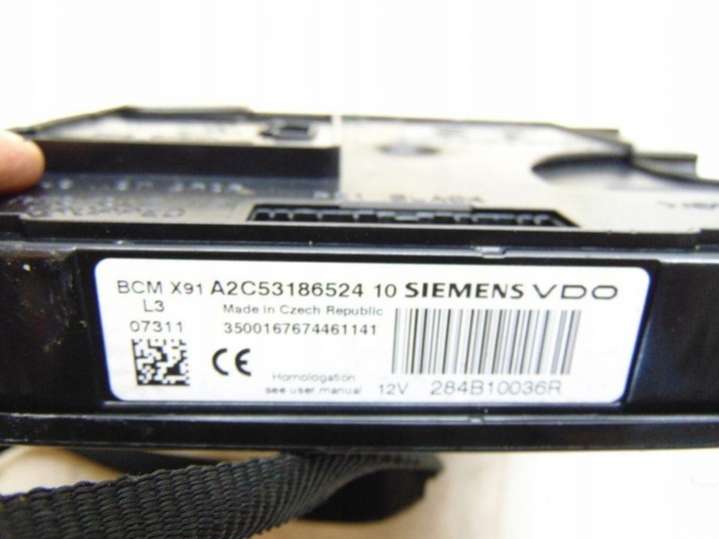 BCM X91 A2C53186524 10 SIEMENS VDO
L3
Made in Czech Republic
07311
3500167674461141
CE
Homologation
see user manual
12V
284B10036R